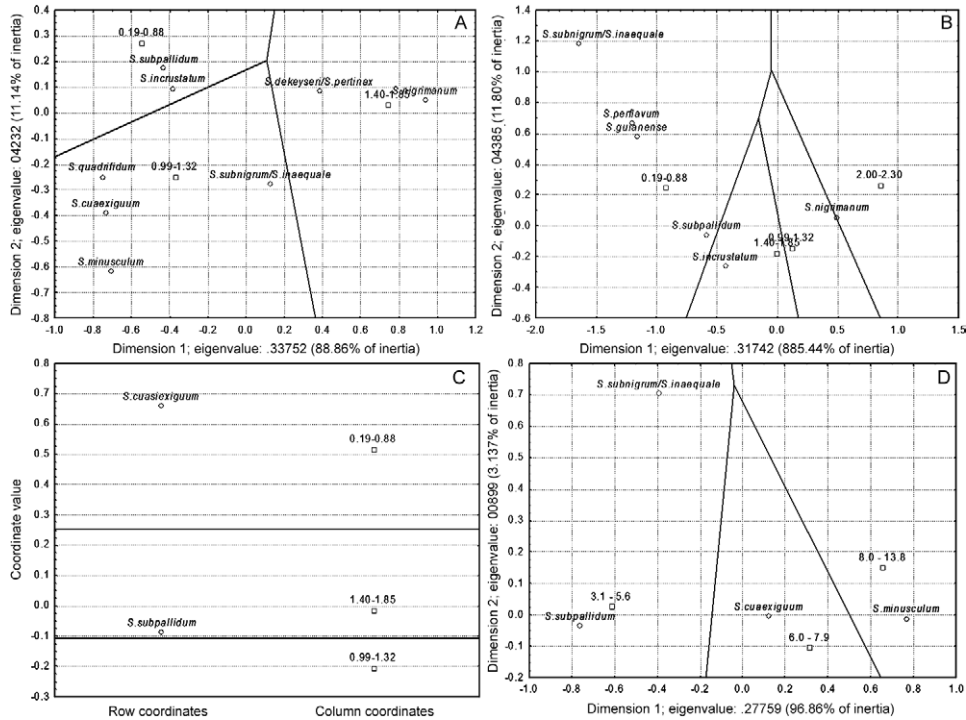 A
0.4
0.3
0.2
0.1
0.0
-0.1
-0.2
-0.3
-0.4
-0.5
-0.6
-0.7
-0.8
Dimension 2; eigenvalue: 04232 (11.14% of inertia)
0.19-0.88
S.subpallidum
S.incrustatum
S.dekeyseri/S.pertinax
S.nigrimanum
1.40-1.85
S.quadrifidum
0.99-1.32
S.subnigrum/S.inaequale
S.cuaexiguum
S.minusculum
-1.0 -0.8 -0.6 -0.4 -0.2 0.0 0.2 0.4 0.6 0.8 1.0 1.2
Dimension 1; eigenvalue: .33752 (88.86% of inertia)
B
1.4
1.2
1.0
0.8
0.6
0.4
0.2
0.0
-0.2
-0.4
-0.6
Dimension 2; eigenvalue: 04385 (11.80% of inertia)
S.subnigrum/S.inaequale
S.perflavum
S.guianense
0.19-0.88
2.00-2.30
S.nigrimanum
S.subpallidum
0.99-1.32
1.40-1.85
S.incrustatum
-2.0 -1.5 -1.0 -0.5 0.0 0.5 1.0 1.5
Dimension 1; eigenvalue: .31742 (885.44% of inertia)
C
0.8
0.7
0.6
0.5
0.4
0.3
0.2
0.1
0.0
-0.1
-0.2
-0.3
Coordinate value
S.cuasiexiguum
0.19-0.88
1.40-1.85
S.subpallidum
0.99-1.32
Row coordinates Column coordinates
D
0.8
0.7
0.6
0.5
0.4
0.3
0.2
0.1
0.0
-0.1
-0.2
Dimension 2; eigenvalue: 00899 (3.137% of inertia)
S.subnigrum/S.inaequale
8.0 - 13.8
3.1 - 5.6
S.subpallidum
S.cuaexiguum
S.minusculum
6.0 - 7.9
-1.0 -0.8 -0.6 -0.4 -0.2 0.0 0.2 0.4 0.6 0.8 1.0
Dimension 1; eigenvalue: .27759 (96.86% of inertia)